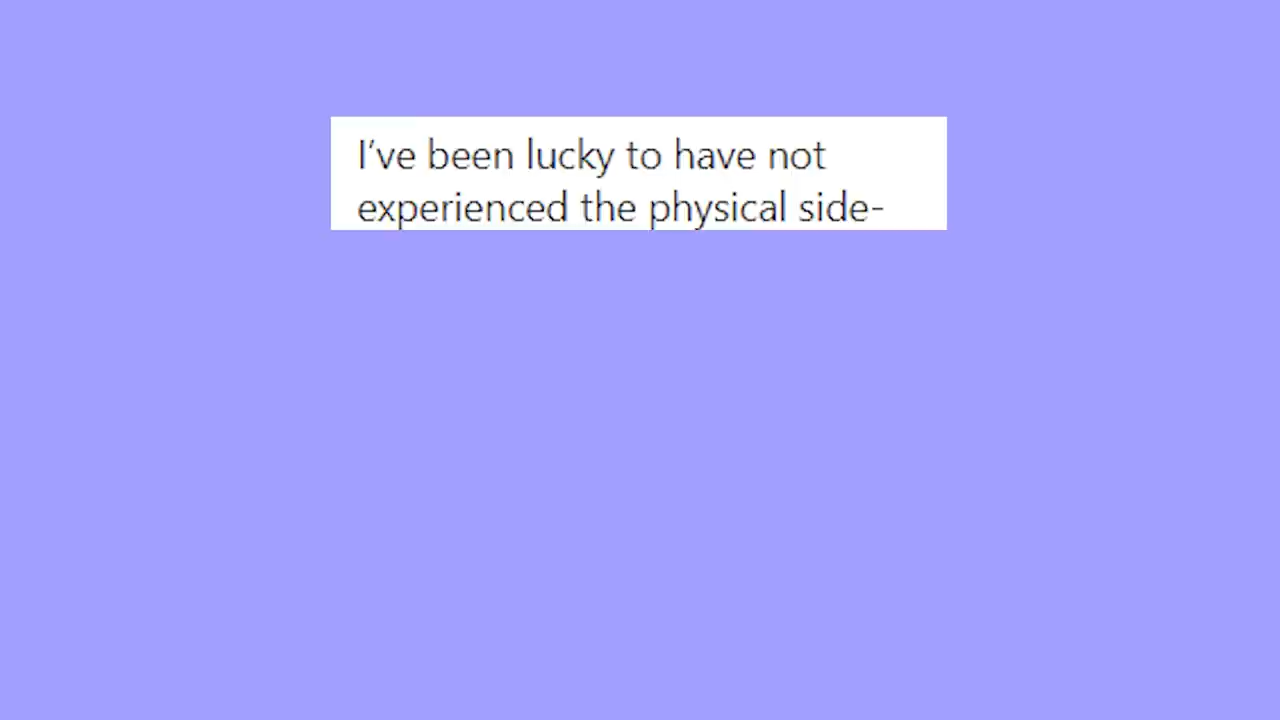 I've been lucky to have not
experienced the physical side-